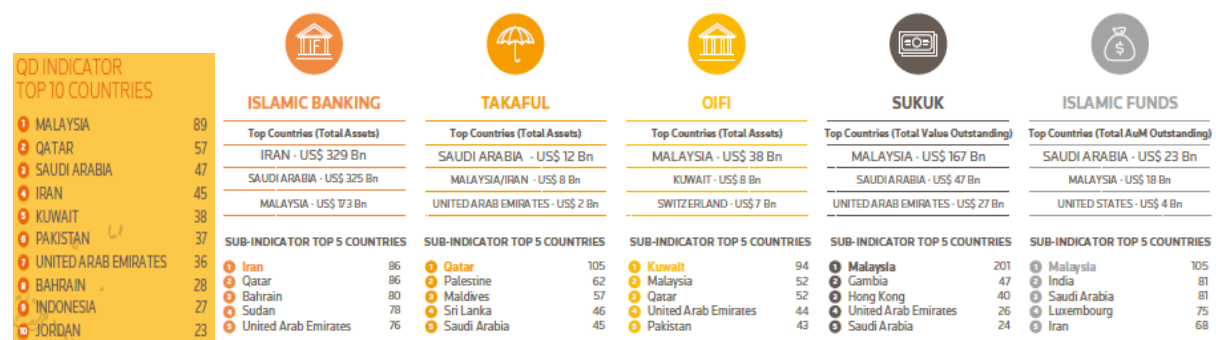 QD INDICATOR
TOP 10 COUNTRIES
1 MALAYSIA 89
2 QATAR 57
3 SAUDI ARABIA 47
4 IRAN 45
5 KUWAIT 38
6 PAKISTAN 37
7 UNITED ARAB EMIRATES 36
8 BAHRAIN 28
9 INDONESIA 27
10 JORDAN 23
IF
ISLAMIC BANKING
Top Countries (Total Assets)
IRAN · US$ 329 Bn
SAUDI ARABIA · US$ 325 Bn
MALAYSIA · US$ 173 Bn
SUB-INDICATOR TOP 5 COUNTRIES
1 Iran 86
2 Qatar 86
3 Bahrain 80
4 Sudan 78
5 United Arab Emirates 76
TAKAFUL
Top Countries (Total Assets)
SAUDI ARABIA · US$ 12 Bn
MALAYSIA/IRAN · US$ 8 Bn
UNITED ARAB EMIRATES · US$ 2 Bn
SUB-INDICATOR TOP 5 COUNTRIES
1 Qatar 105
2 Palestine 62
3 Maldives 57
4 Sri Lanka 46
5 Saudi Arabia 45
OIFI
Top Countries (Total Assets)
MALAYSIA · US$ 38 Bn
KUWAIT · US$ 8 Bn
SWITZERLAND · US$ 7 Bn
SUB-INDICATOR TOP 5 COUNTRIES
1 Kuwait 94
2 Malaysia 52
3 Qatar 52
4 United Arab Emirates 44
5 Pakistan 43
SUKUK
Top Countries (Total Value Outstanding)
MALAYSIA · US$ 167 Bn
SAUDI ARABIA · US$ 47 Bn
UNITED ARAB EMIRATES · US$ 27 Bn
SUB-INDICATOR TOP 5 COUNTRIES
1 Malaysia 201
2 Gambia 47
3 Hong Kong 40
4 United Arab Emirates 26
5 Saudi Arabia 24
$
ISLAMIC FUNDS
Top Countries (Total AuM Outstanding)
SAUDI ARABIA · US$ 23 Bn
MALAYSIA · US$ 18 Bn
UNITED STATES · US$ 4 Bn
SUB-INDICATOR TOP 5 COUNTRIES
1 Malaysia 105
2 India 81
3 Saudi Arabia 81
4 Luxembourg 75
5 Iran 68